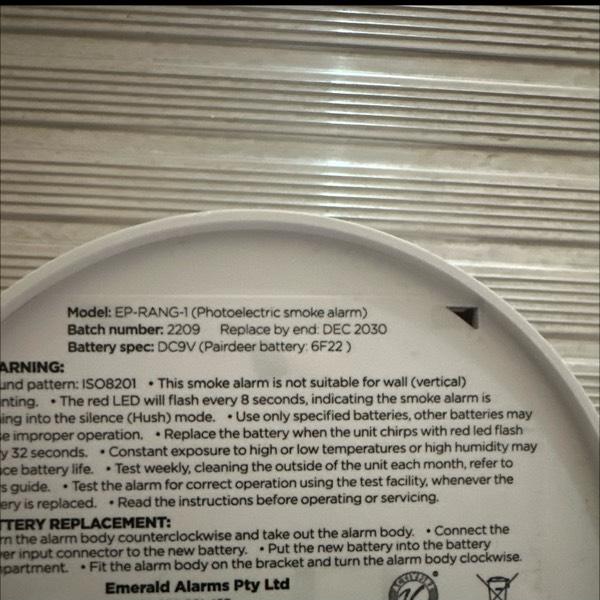 Model: EP-RANG-1 (Photoelectric smoke alarm)
Batch number: 2209 Replace by end: DEC 2030
Battery spec: DC9V (Pairdeer battery: 6F22 )
ARNING:
und pattern: ISO8201 • This smoke alarm is not suitable for wall (vertical)
nting. • The red LED will flash every 8 seconds, indicating the smoke alarm is
ing into the silence (Hush) mode. • Use only specified batteries, other batteries may
se improper operation. • Replace the battery when the unit chirps with red led flash
y 32 seconds. • Constant exposure to high or low temperatures or high humidity may
uce battery life. • Test weekly, cleaning the outside of the unit each month, refer to
s guide. • Test the alarm for correct operation using the test facility, whenever the
ery is replaced. • Read the instructions before operating or servicing.
TTERY REPLACEMENT:
rn the alarm body counterclockwise and take out the alarm body. • Connect the
er input connector to the new battery. • Put the new battery into the battery
partment. • Fit the alarm body on the bracket and turn the alarm body clockwise.
Emerald Alarms Pty Ltd